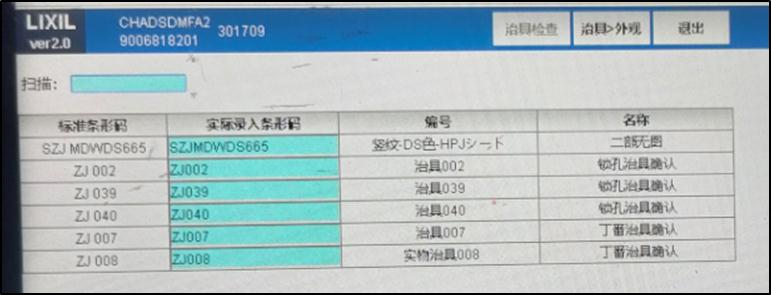 LIXIL
ver2.0
CHADSDMFA2
9006818201
301709
治具检查
治具>外观
退出
扫描：
标准条形码 实际录入条形码 编号 名称
SZJ MDWDS665 SZJMDWDS665 竖纹-DS色-HPJシード 二部无图
ZJ 002 ZJ002 治具002 锁孔治具确认
ZJ 039 ZJ039 治具039 锁孔治具确认
ZJ 040 ZJ040 治具040 锁孔治具确认
ZJ 007 ZJ007 治具007 丁番治具确认
ZJ 008 ZJ008 实物治具008 丁番治具确认